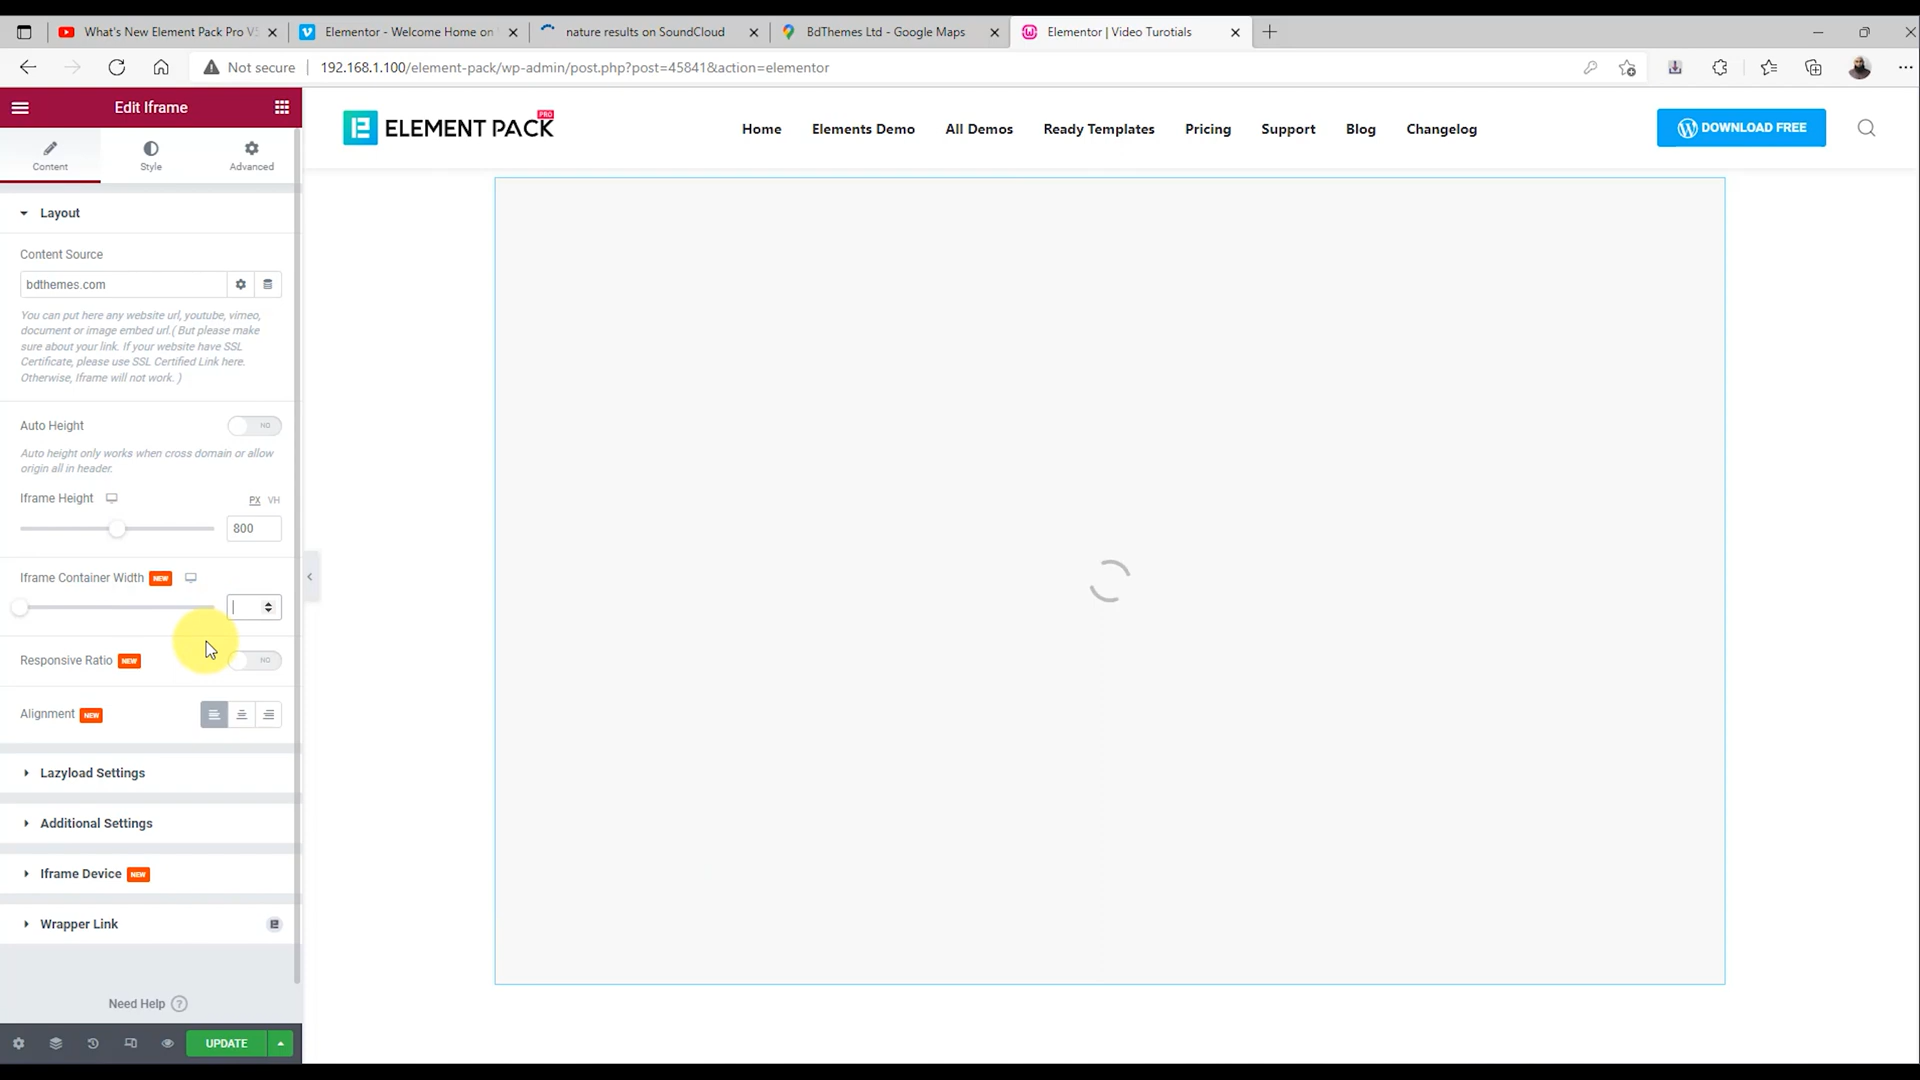 What's New Element Pack Pro V
Elementor - Welcome Home on
nature results on SoundCloud
BdThemes Ltd - Google Maps
Elementor | Video Turotials
Not secure
192.168.1.100/element-pack/wp-admin/post.php?post=45841&action=elementor
Edit Iframe
Content
Style
Advanced
ELEMENT PACK
PRO
Home
Elements Demo
All Demos
Ready Templates
Pricing
Support
Blog
Changelog
DOWNLOAD FREE
Layout
Content Source
bdthemes.com
You can put here any website url, youtube, vimeo,
document or image embed url.( But please make
sure about your link. If your website have SSL
Certificate, please use SSL Certified Link here.
Otherwise, Iframe will not work. )
Auto Height
NO
Auto height only works when cross domain or allow
origin all in header.
Iframe Height
PX VH
800
Iframe Container Width NEW
Responsive Ratio NEW
NO
Alignment NEW
Lazyload Settings
Additional Settings
Iframe Device NEW
Wrapper Link
Need Help ?
UPDATE